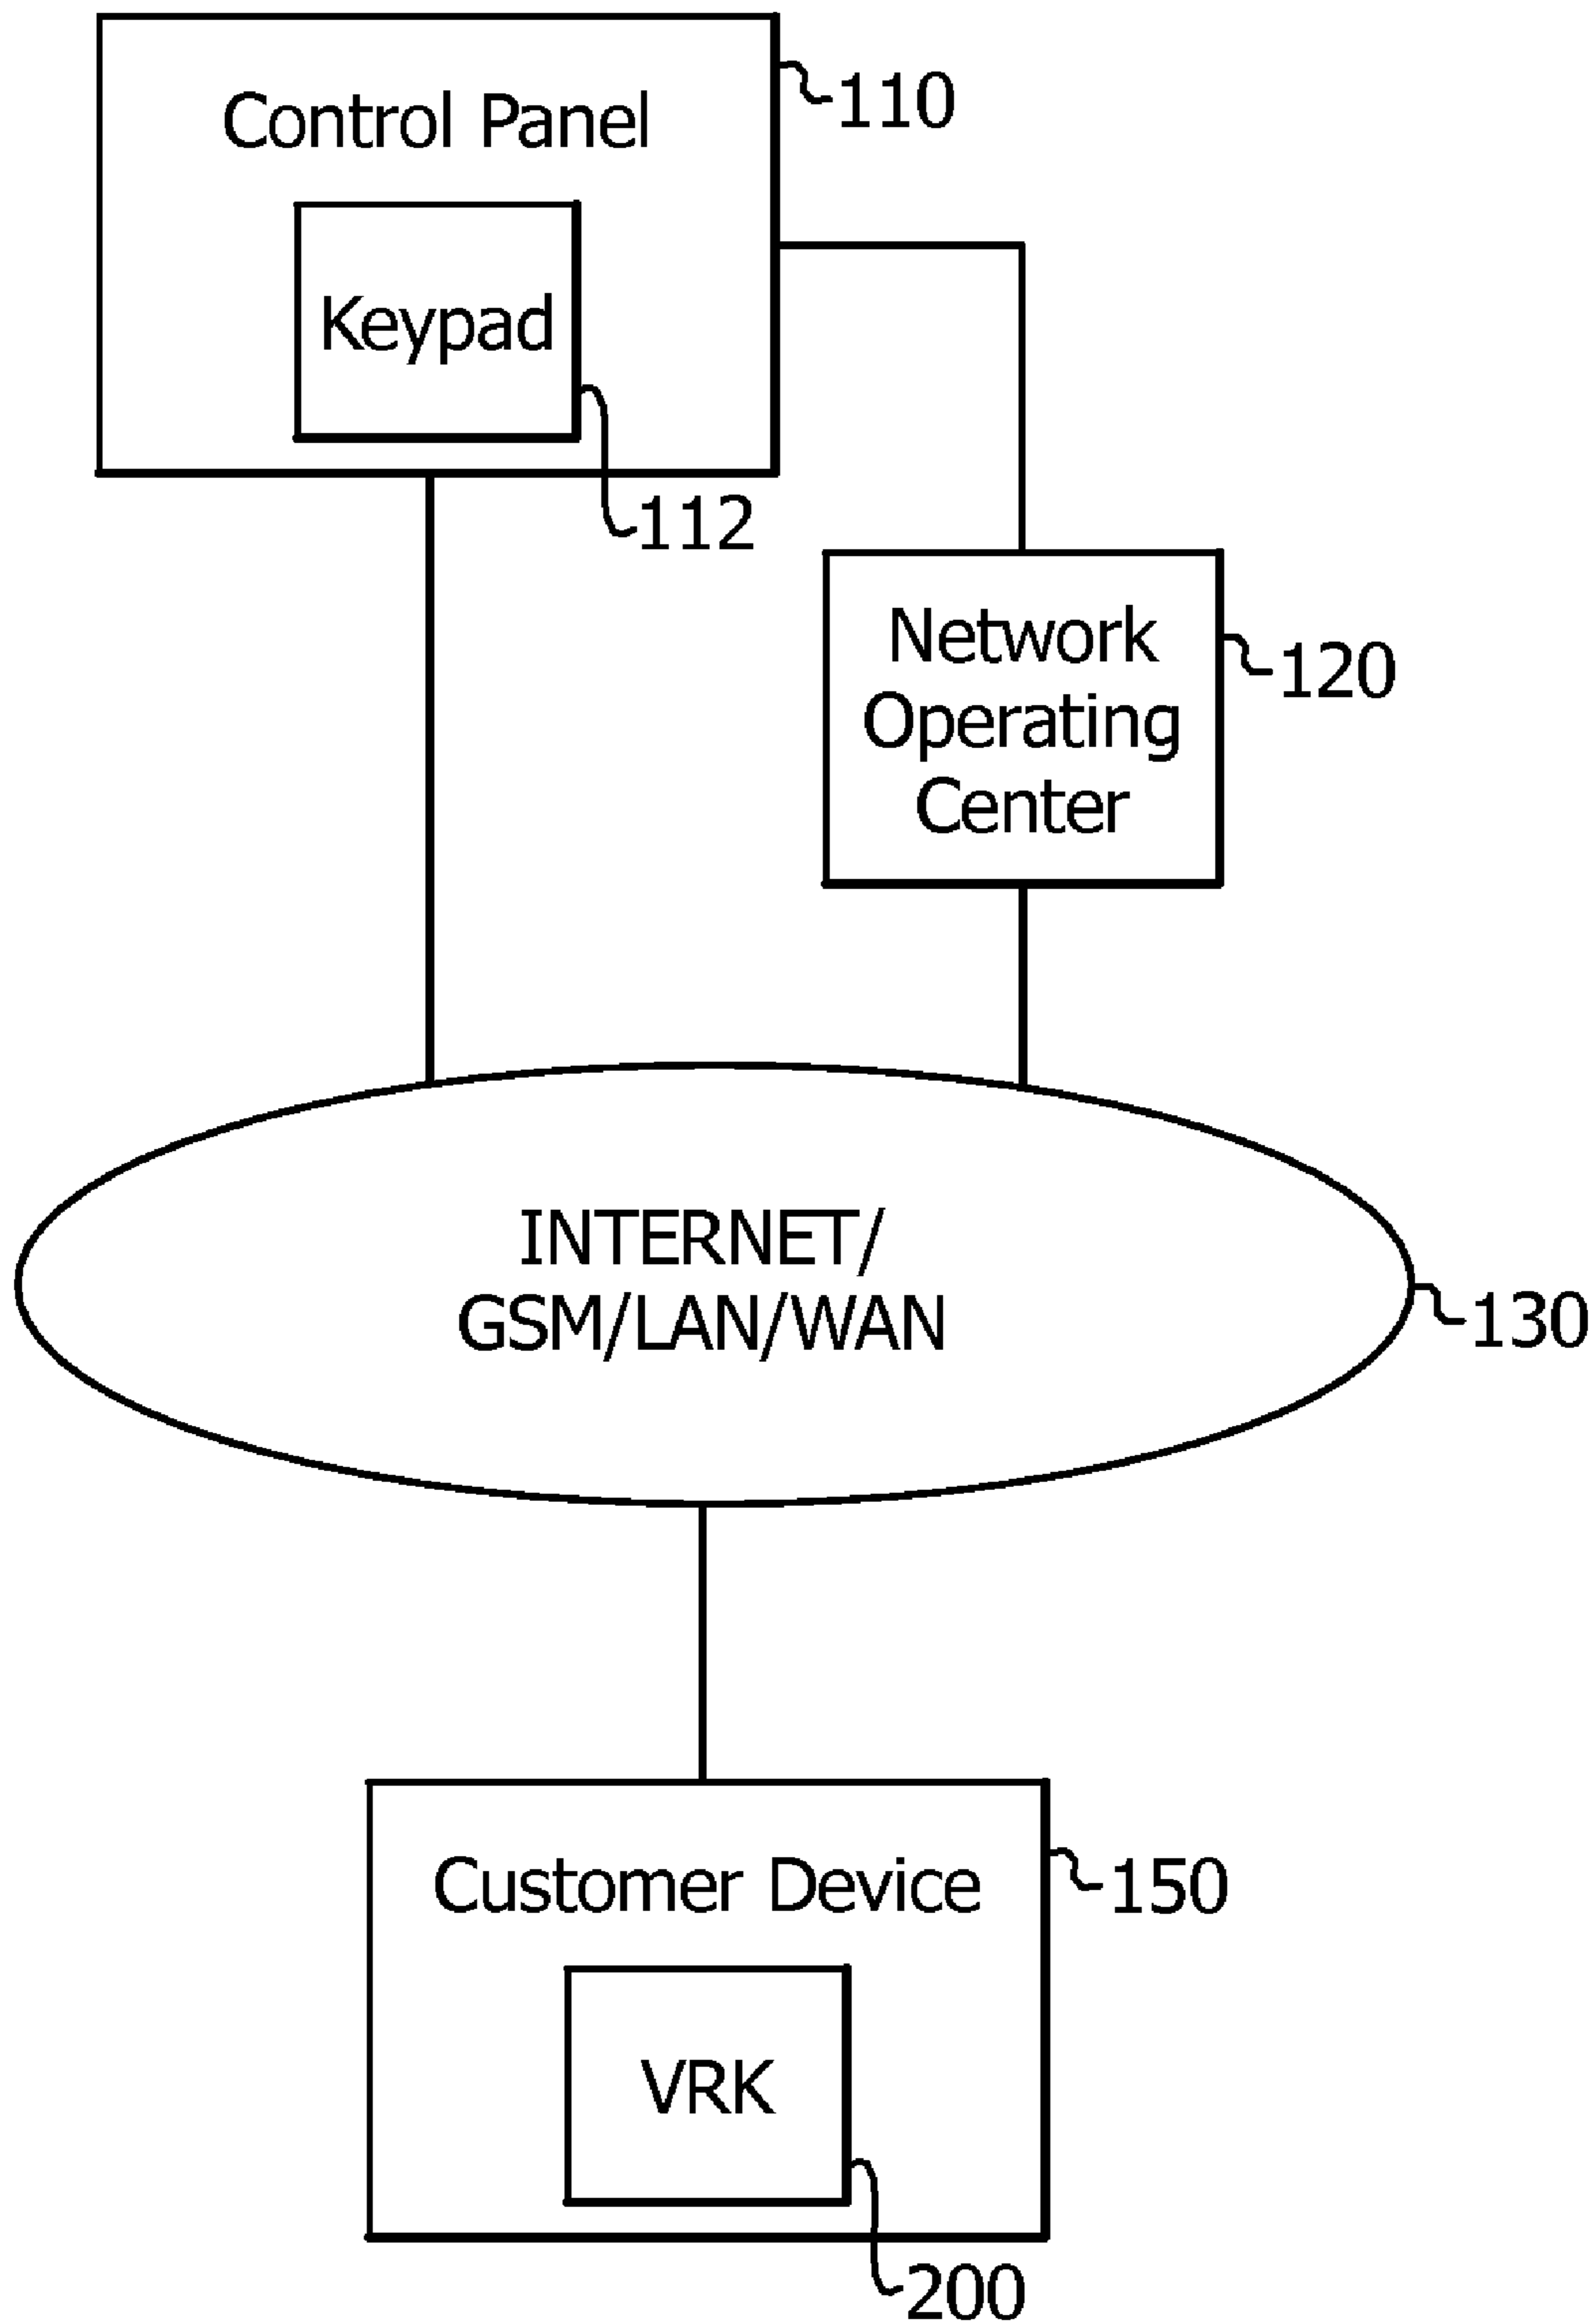 Control Panel
110
Keypad
112
Network
Operating
Center
120
INTERNET/
GSM/LAN/WAN
130
Customer Device
150
VRK
200